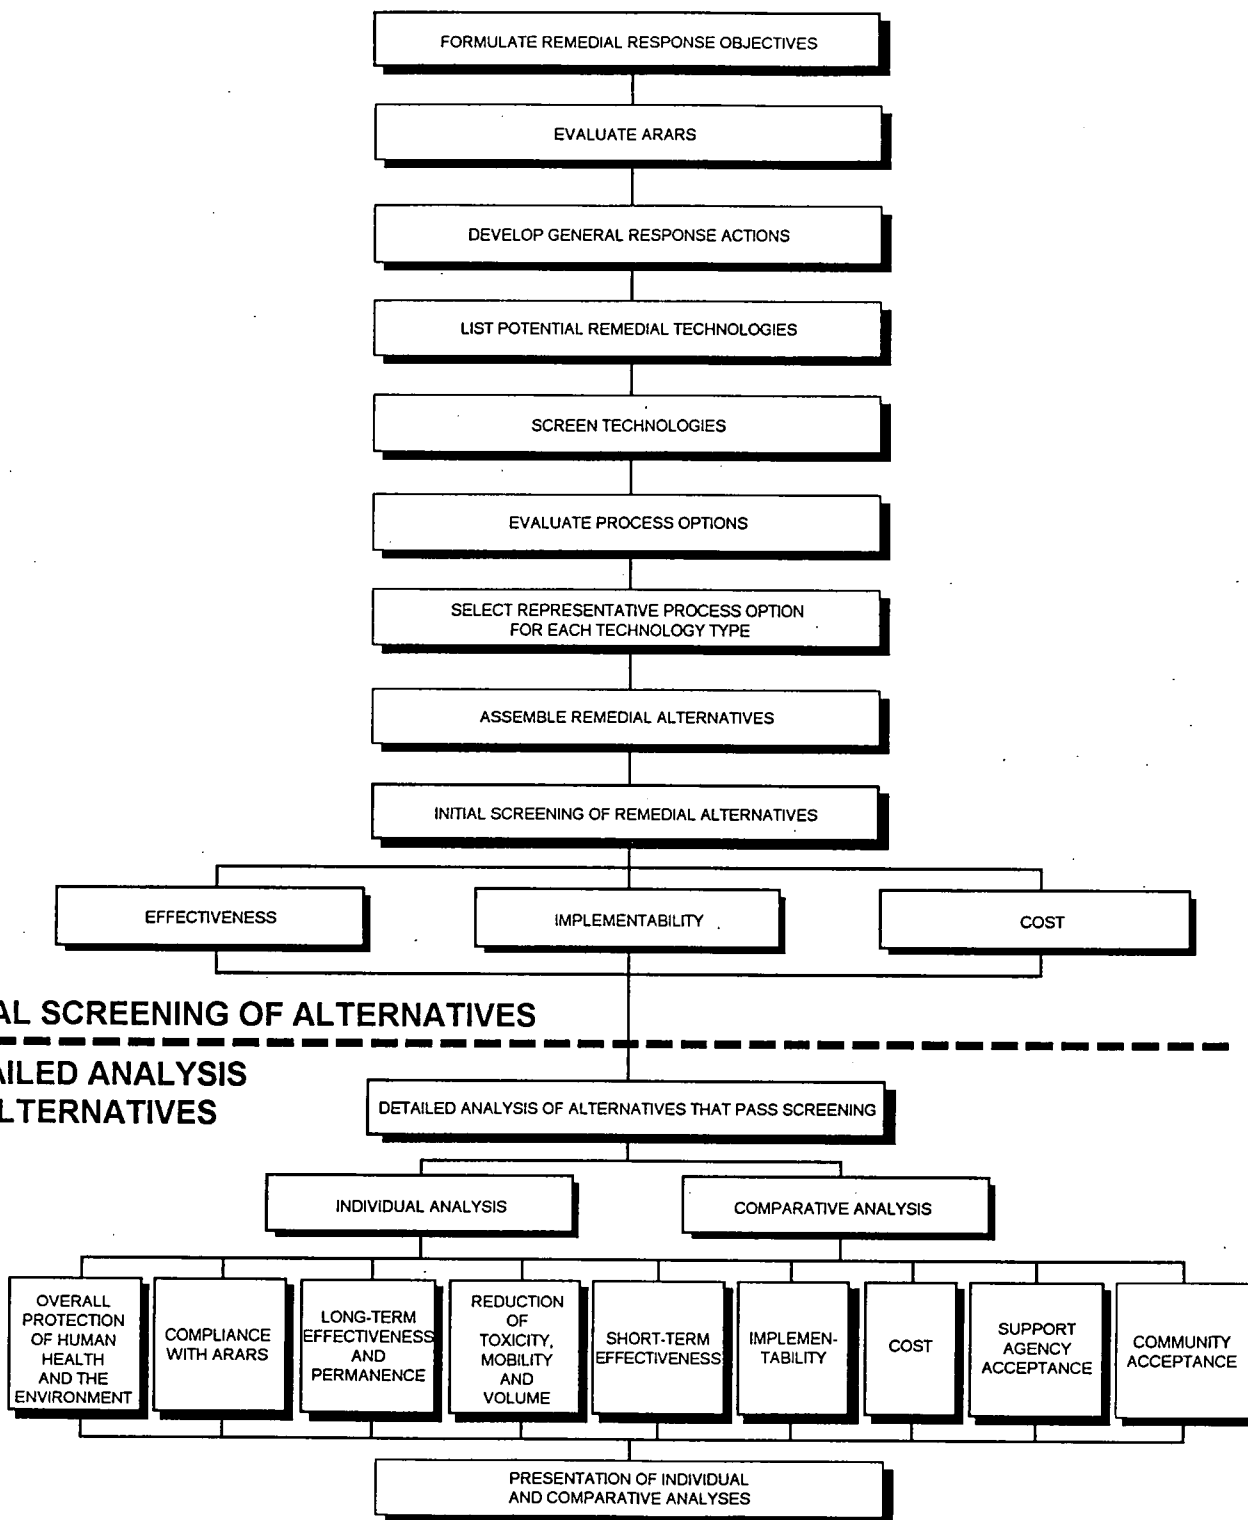 FORMULATE REMEDIAL RESPONSE OBJECTIVES
EVALUATE ARARS
DEVELOP GENERAL RESPONSE ACTIONS
LIST POTENTIAL REMEDIAL TECHNOLOGIES
SCREEN TECHNOLOGIES
EVALUATE PROCESS OPTIONS
SELECT REPRESENTATIVE PROCESS OPTION
FOR EACH TECHNOLOGY TYPE
ASSEMBLE REMEDIAL ALTERNATIVES
INITIAL SCREENING OF REMEDIAL ALTERNATIVES
EFFECTIVENESS
IMPLEMENTABILITY
COST
AL SCREENING OF ALTERNATIVES
AILED ANALYSIS
LTERNATIVES
DETAILED ANALYSIS OF ALTERNATIVES THAT PASS SCREENING
INDIVIDUAL ANALYSIS
COMPARATIVE ANALYSIS
OVERALL
PROTECTION
OF HUMAN
HEALTH
AND THE
ENVIRONMENT
COMPLIANCE
WITH ARARS
LONG-TERM
EFFECTIVENESS
AND
PERMANENCE
REDUCTION
OF
TOXICITY,
MOBILITY
AND
VOLUME
SHORT-TERM
EFFECTIVENESS
IMPLEMEN-
TABILITY
COST
SUPPORT
AGENCY
ACCEPTANCE
COMMUNITY
ACCEPTANCE
PRESENTATION OF INDIVIDUAL
AND COMPARATIVE ANALYSES